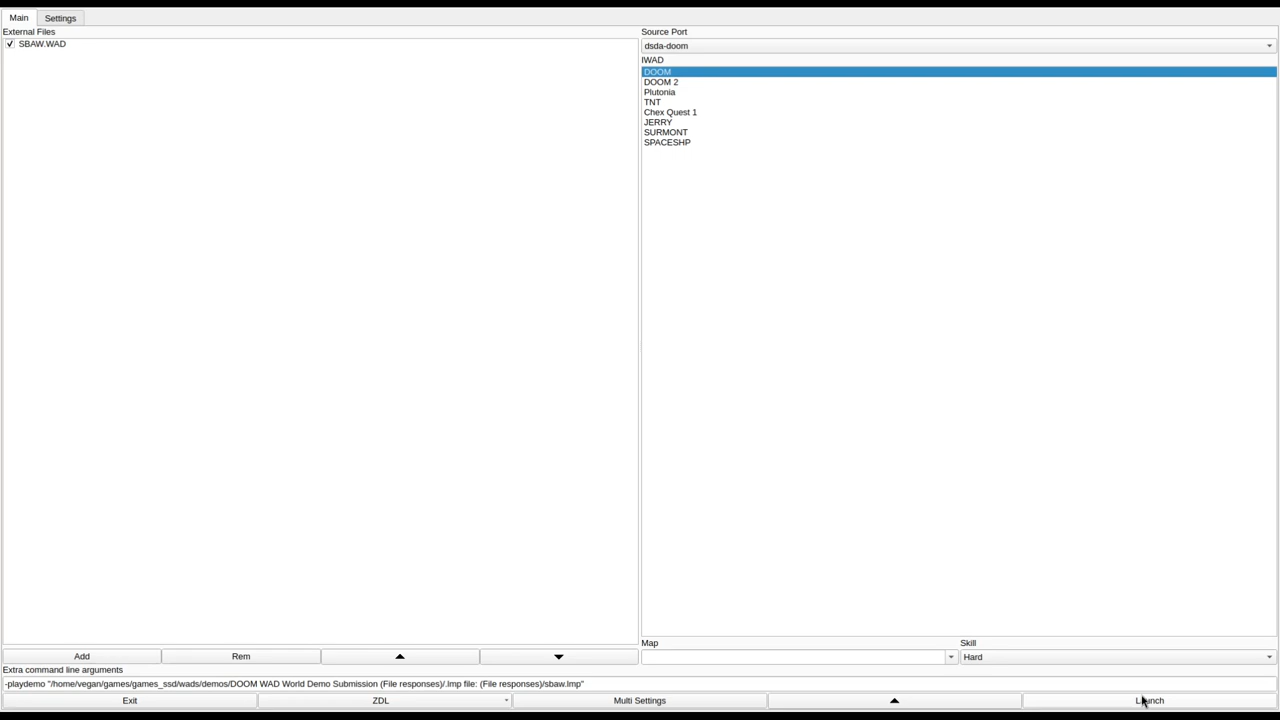 Main Settings
External Files
SBAW.WAD
Source Port
dsda-doom
IWAD
DOOM
DOOM 2
Plutonia
TNT
Chex Quest 1
JERRY
SURMONT
SPACESHP
Map
Skill
Hard
Add
Rem
Extra command line arguments
-playdemo "/home/vegan/games/games_ssd/wads/demos/DOOM WAD World Demo Submission (File responses)/.lmp file: (File responses)/sbaw.lmp"
Exit
ZDL
Multi Settings
Launch